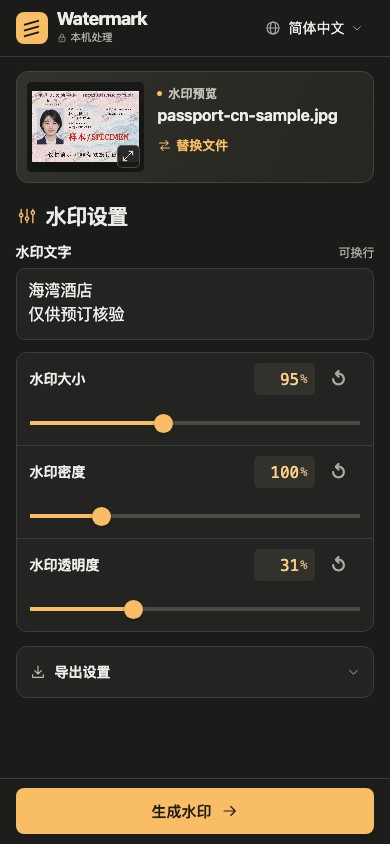 Watermark
本机处理
简体中文
样本/SPECIMEN
水印预览
passport-cn-sample.jpg
替换文件
水印设置
水印文字
可换行
海湾酒店
仅供预订核验
水印大小
95%
水印密度
100%
水印透明度
31%
导出设置
生成水印